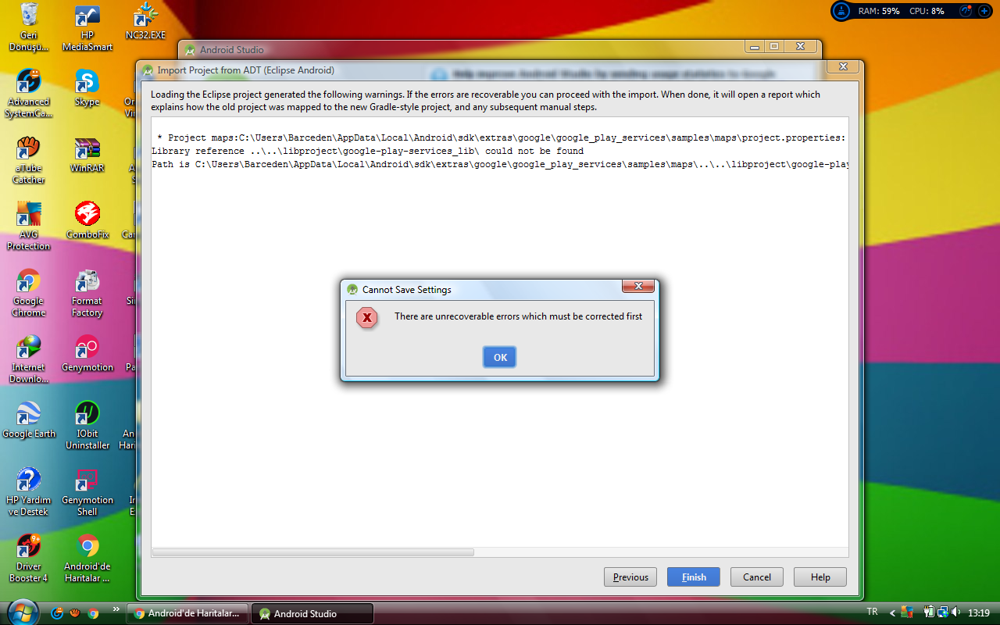 Geri
Dönüşü...
HP
MediaSmart
NC32.EXE
RAM: 59% CPU: 8%
Android Studio
Import Project from ADT (Eclipse Android)
Help improve Android Studio by sending usage statistics to Google
Loading the Eclipse project generated the following warnings. If the errors are recoverable you can proceed with the import. When done, it will open a report which
explains how the old project was mapped to the new Gradle-style project, and any subsequent manual steps.
* Project maps:C:\Users\Barceden\AppData\Local\Android\sdk\extras\google\google_play_services\samples\maps\project.properties:
Library reference ..\..\libproject\google-play-services_lib\ could not be found
Path is C:\Users\Barceden\AppData\Local\Android\sdk\extras\google\google_play_services\samples\maps\..\..\libproject\google-play
Cannot Save Settings
There are unrecoverable errors which must be corrected first
OK
Previous
Finish
Cancel
Help
Advanced
SystemCa...
Skype
aTube
Catcher
WinRAR
AVG
Protection
ComboFix
Google
Chrome
Format
Factory
Internet
Downlo...
Genymotion
Google Earth
IObit
Uninstaller
HP Yardım
ve Destek
Genymotion
Shell
Driver
Booster 4
Android'de
Haritalar ...
Android'de Haritalar...
Android Studio
TR
13:19